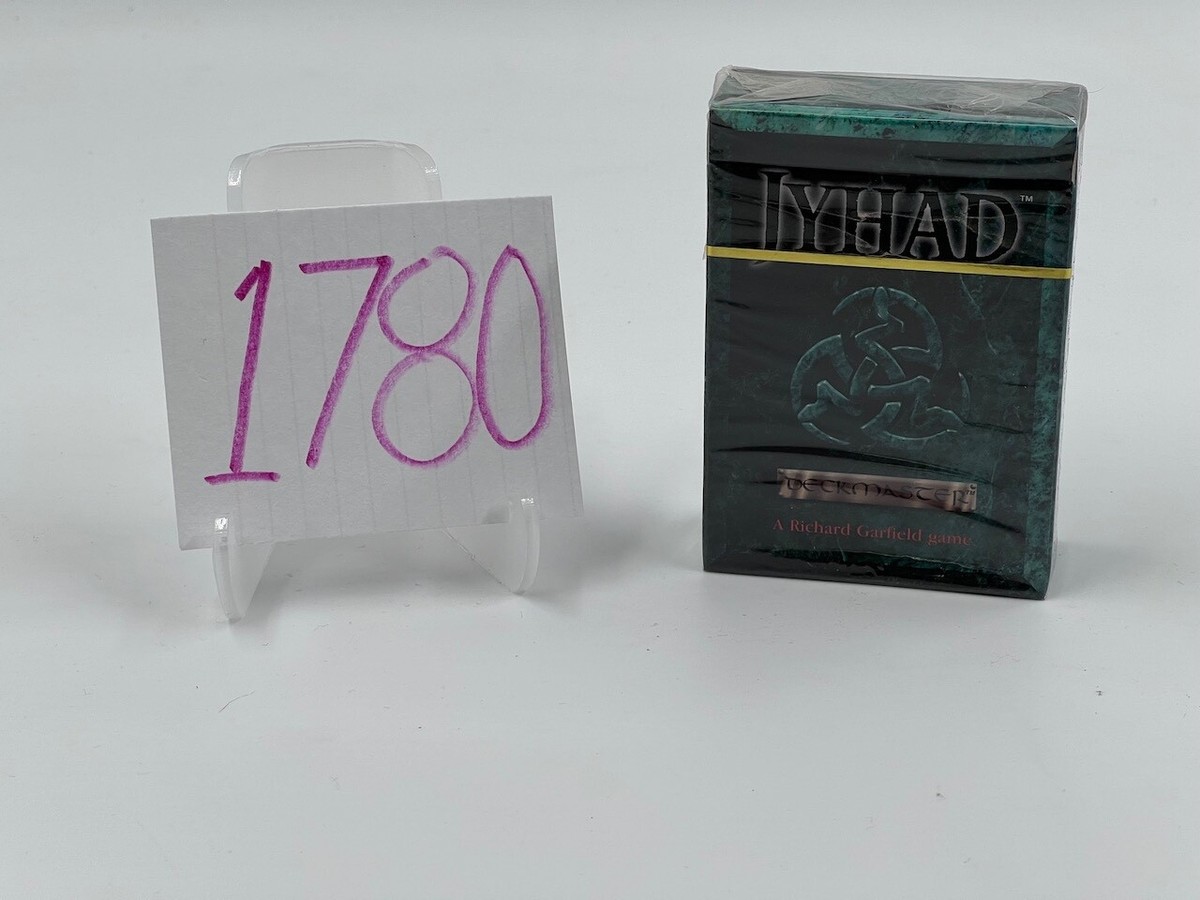 1780
JYHAD™
DECKMASTER™
A Richard Garfield game